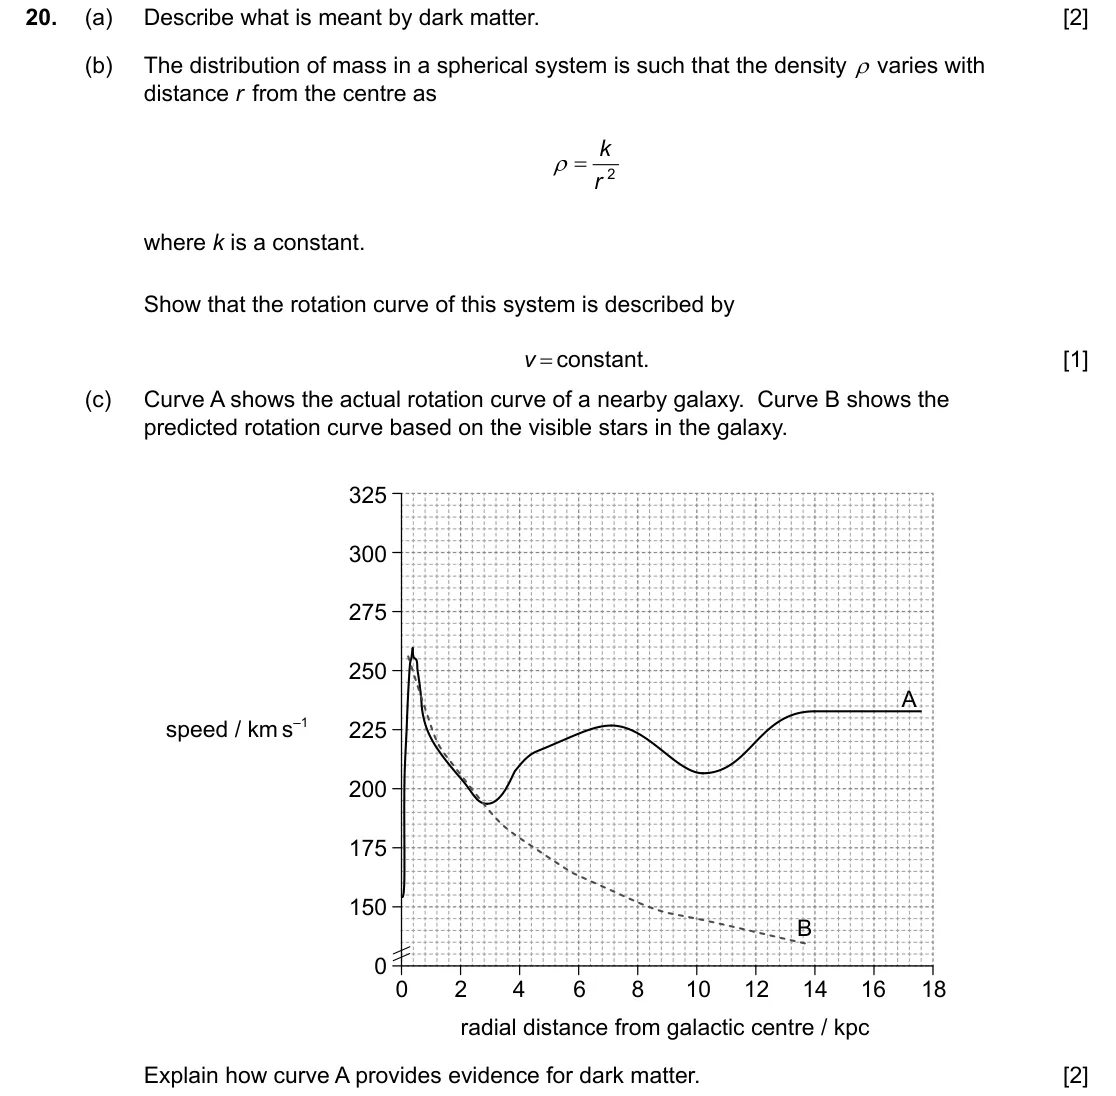 20. (a) Describe what is meant by dark matter. [2]
(b) The distribution of mass in a spherical system is such that the density ρ varies with
distance r from the centre as
ρ = k / r²
where k is a constant.
Show that the rotation curve of this system is described by
v = constant. [1]
(c) Curve A shows the actual rotation curve of a nearby galaxy. Curve B shows the
predicted rotation curve based on the visible stars in the galaxy.
325
300
275
250
A
speed / km s⁻¹
225
200
175
150
B
0
0 2 4 6 8 10 12 14 16 18
radial distance from galactic centre / kpc
Explain how curve A provides evidence for dark matter. [2]